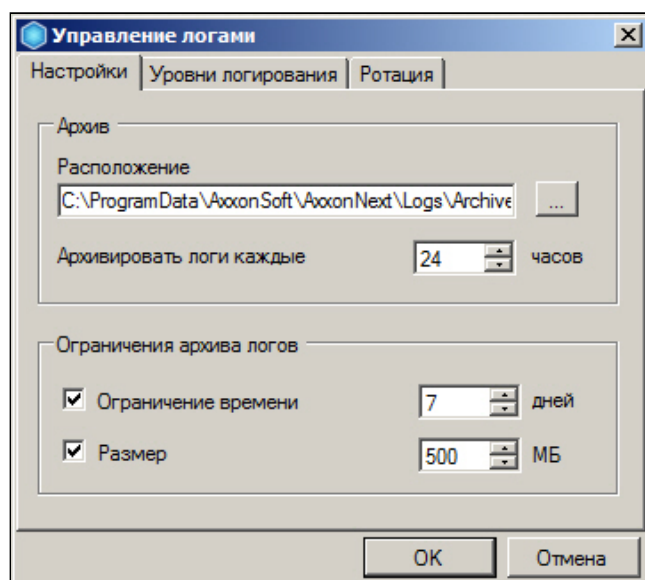 Управление логами
Настройки Уровни логирования Ротация
Архив
Расположение
C:\ProgramData\AxxonSoft\AxxonNext\Logs\Archive ...
Архивировать логи каждые 24 часов
Ограничения архива логов
Ограничение времени 7 дней
Размер 500 МБ
OK Отмена